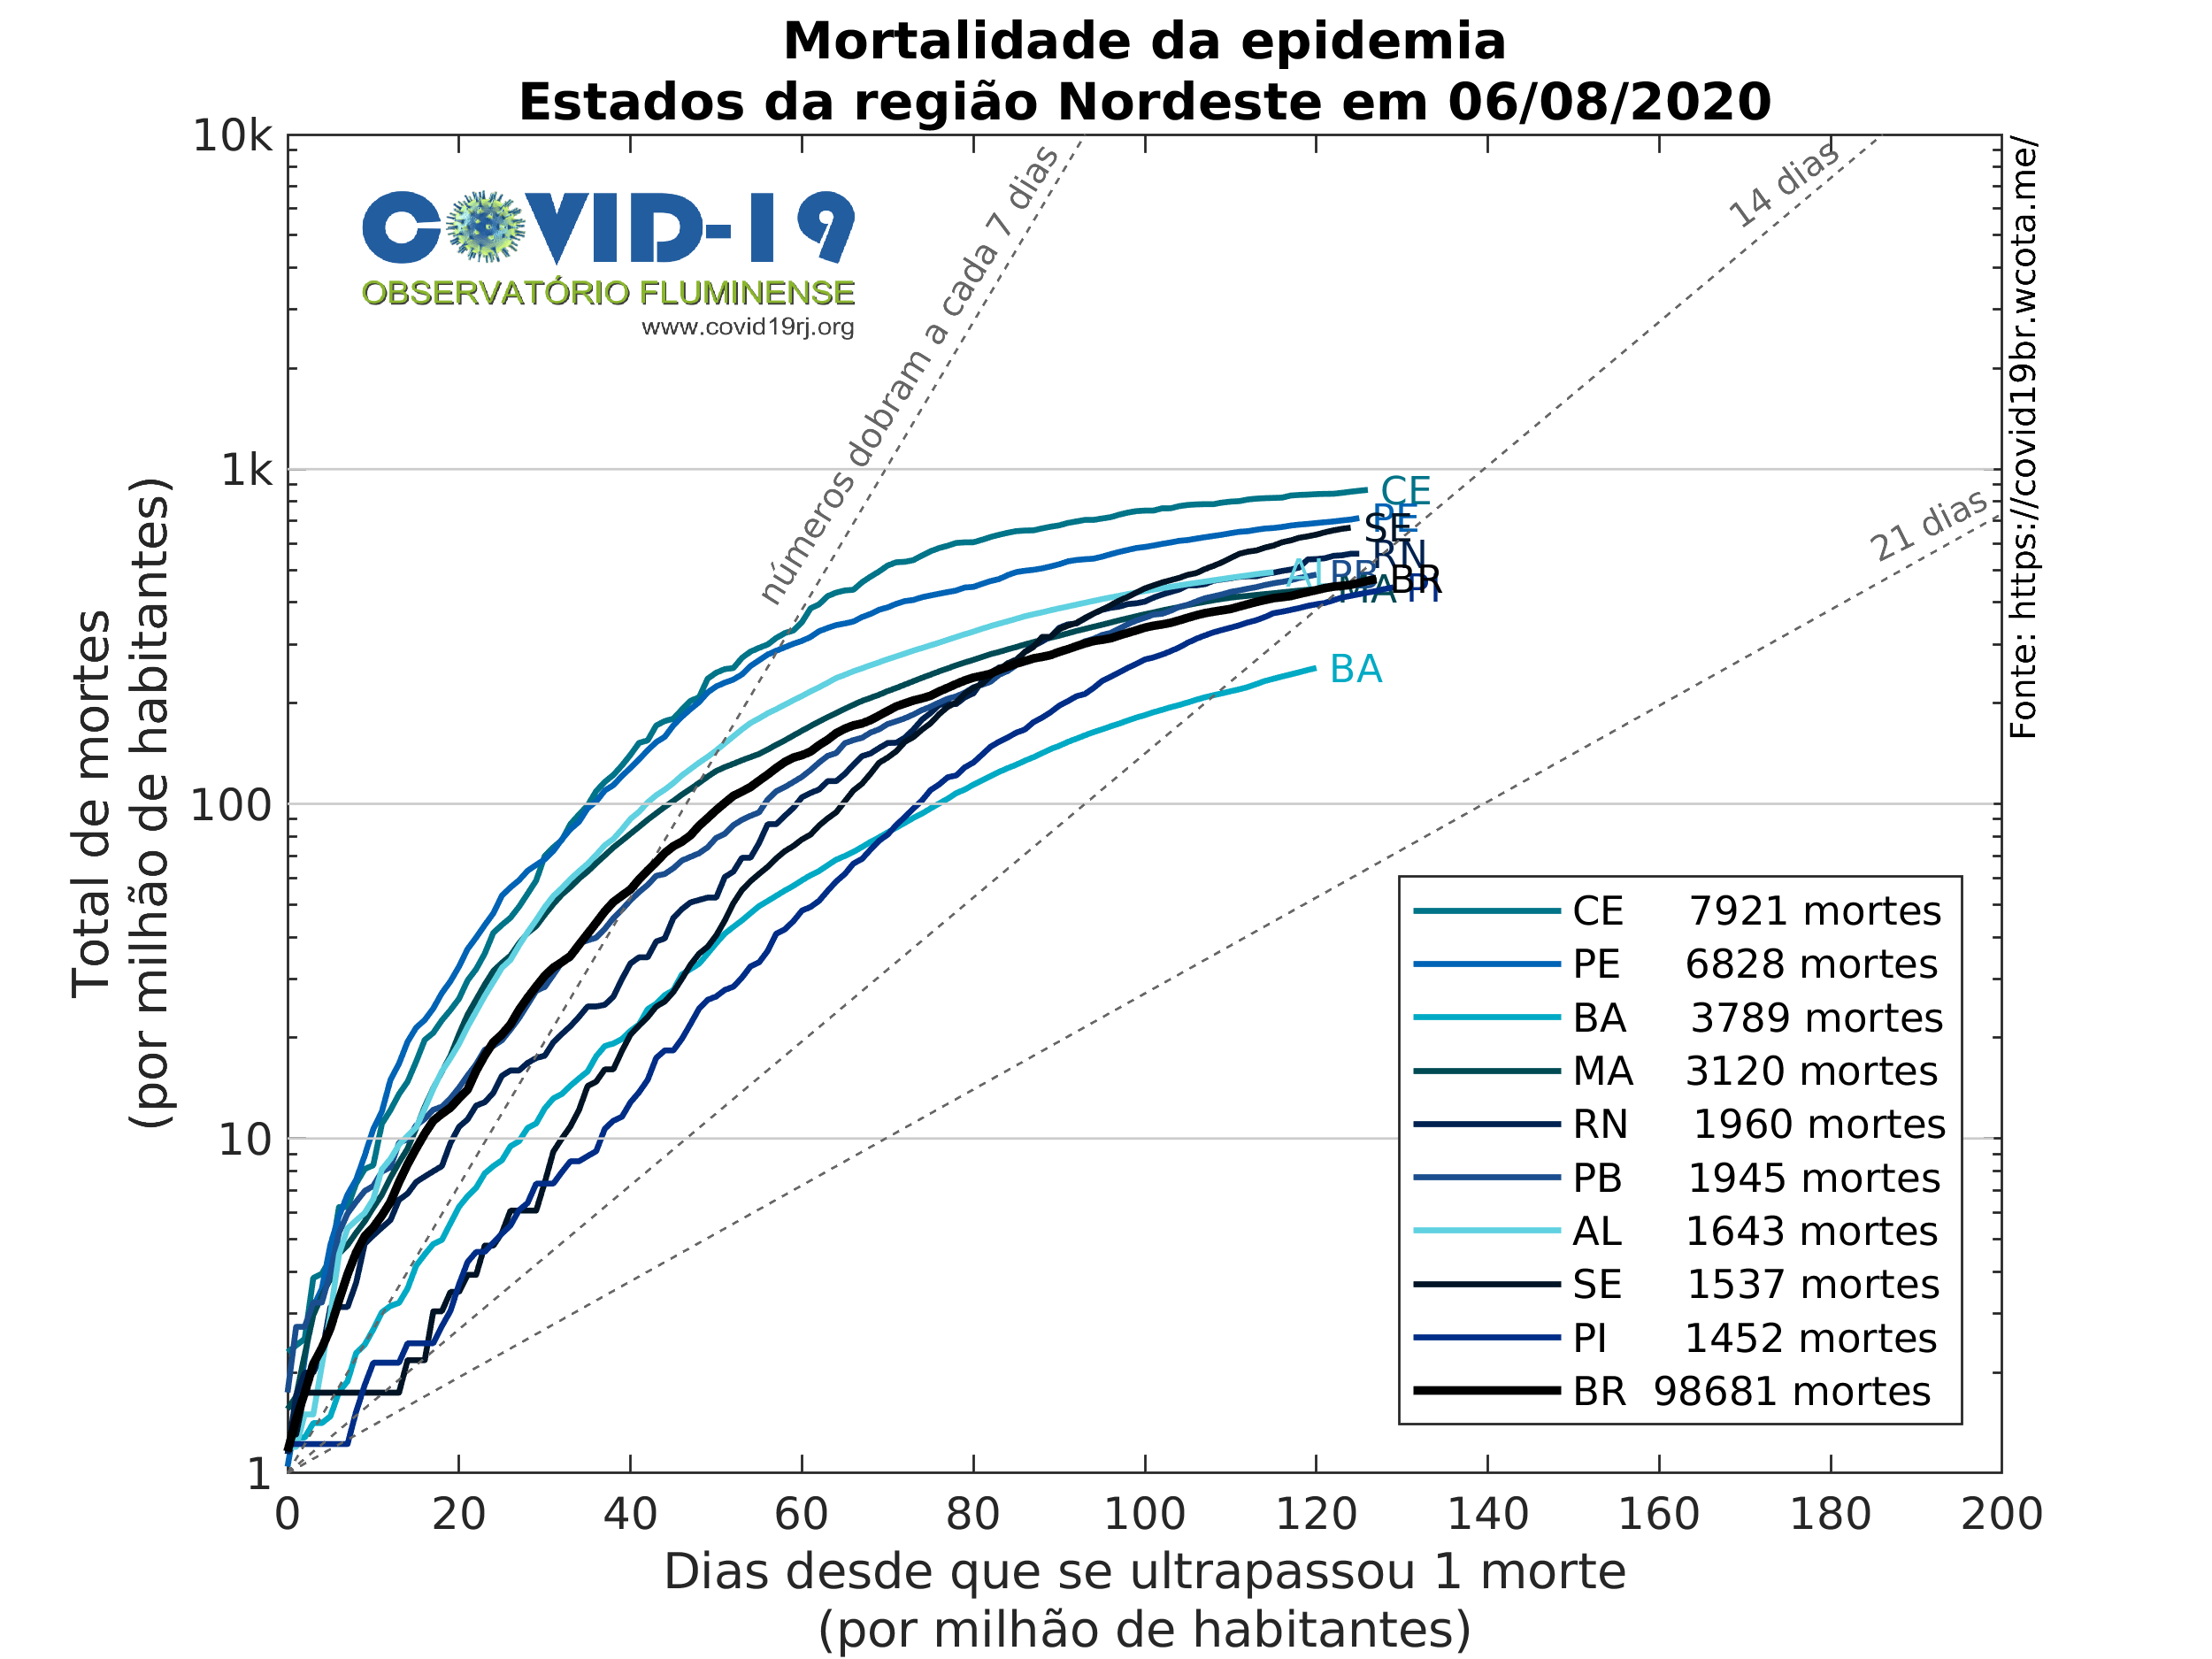 Mortalidade da epidemia
Estados da região Nordeste em 06/08/2020
COVID-19
OBSERVATÓRIO FLUMINENSE
www.covid19rj.org
números dobram a cada 7 dias
14 dias
21 dias
Fonte: https://covid19br.wcota.me/
Total de mortes
(por milhão de habitantes)
10k
1k
100
10
1
CE
PE
SE
RN
AL
PB
BR
MA
PI
BA
CE 7921 mortes
PE 6828 mortes
BA 3789 mortes
MA 3120 mortes
RN 1960 mortes
PB 1945 mortes
AL 1643 mortes
SE 1537 mortes
PI 1452 mortes
BR 98681 mortes
0 20 40 60 80 100 120 140 160 180 200
Dias desde que se ultrapassou 1 morte
(por milhão de habitantes)